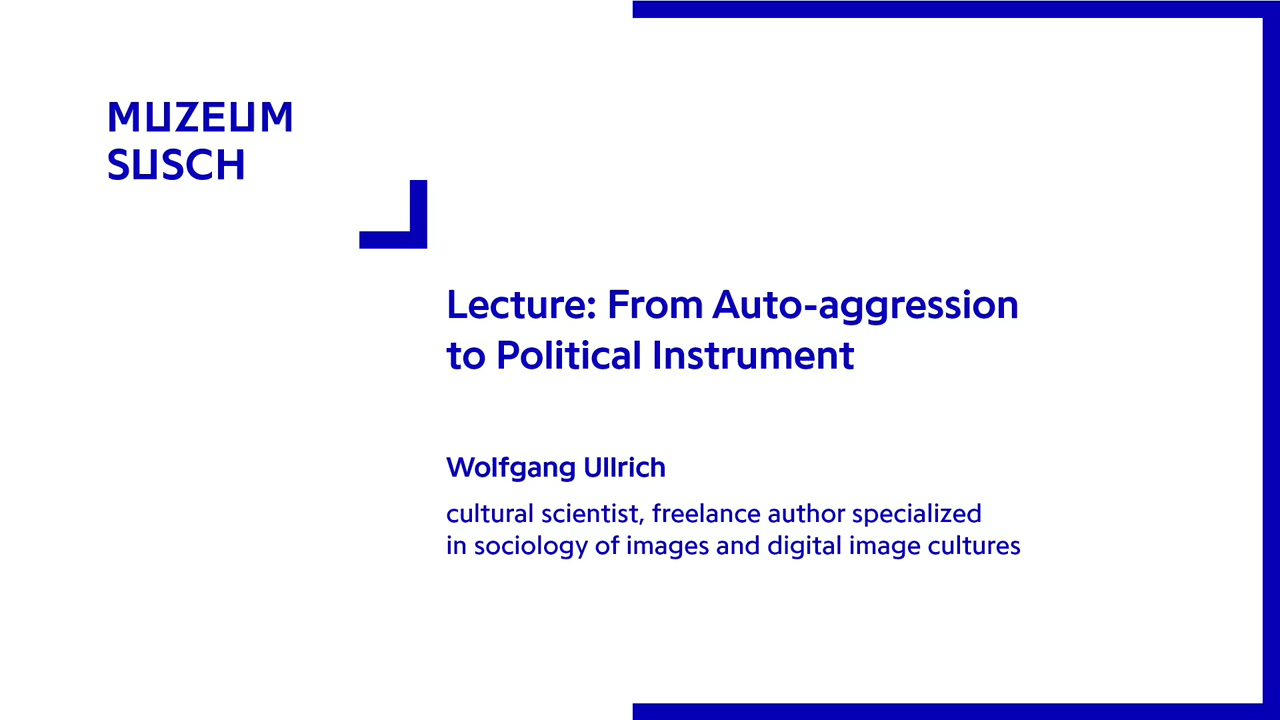 MUZEUM
SUSCH
Lecture: From Auto-aggression
to Political Instrument
Wolfgang Ullrich
cultural scientist, freelance author specialized
in sociology of images and digital image cultures